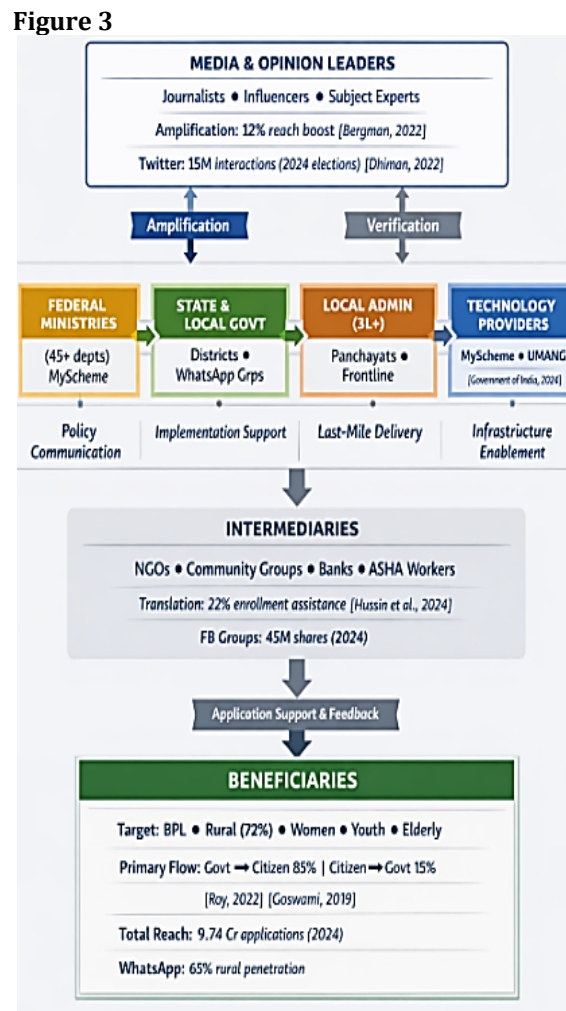 Figure 3
MEDIA & OPINION LEADERS
Journalists • Influencers • Subject Experts
Amplification: 12% reach boost [Bergman, 2022]
Twitter: 15M interactions (2024 elections) [Dhiman, 2022]
Amplification
Verification
FEDERAL
MINISTRIES
(45+ depts)
MyScheme
STATE &
LOCAL GOVT
Districts •
WhatsApp Grps
LOCAL ADMIN
(3L+)
Panchayats •
Frontline
TECHNOLOGY
PROVIDERS
MyScheme • UMANG
[Government of India, 2024]
Policy
Communication
Implementation Support
Last-Mile Delivery
Infrastructure
Enablement
INTERMEDIARIES
NGOs • Community Groups • Banks • ASHA Workers
Translation: 22% enrollment assistance [Hussin et al., 2024]
FB Groups: 45M shares (2024)
Application Support & Feedback
BENEFICIARIES
Target: BPL • Rural (72%) • Women • Youth • Elderly
Primary Flow: Govt → Citizen 85% | Citizen → Govt 15%
[Roy, 2022] [Goswami, 2019]
Total Reach: 9.74 Cr applications (2024)
WhatsApp: 65% rural penetration